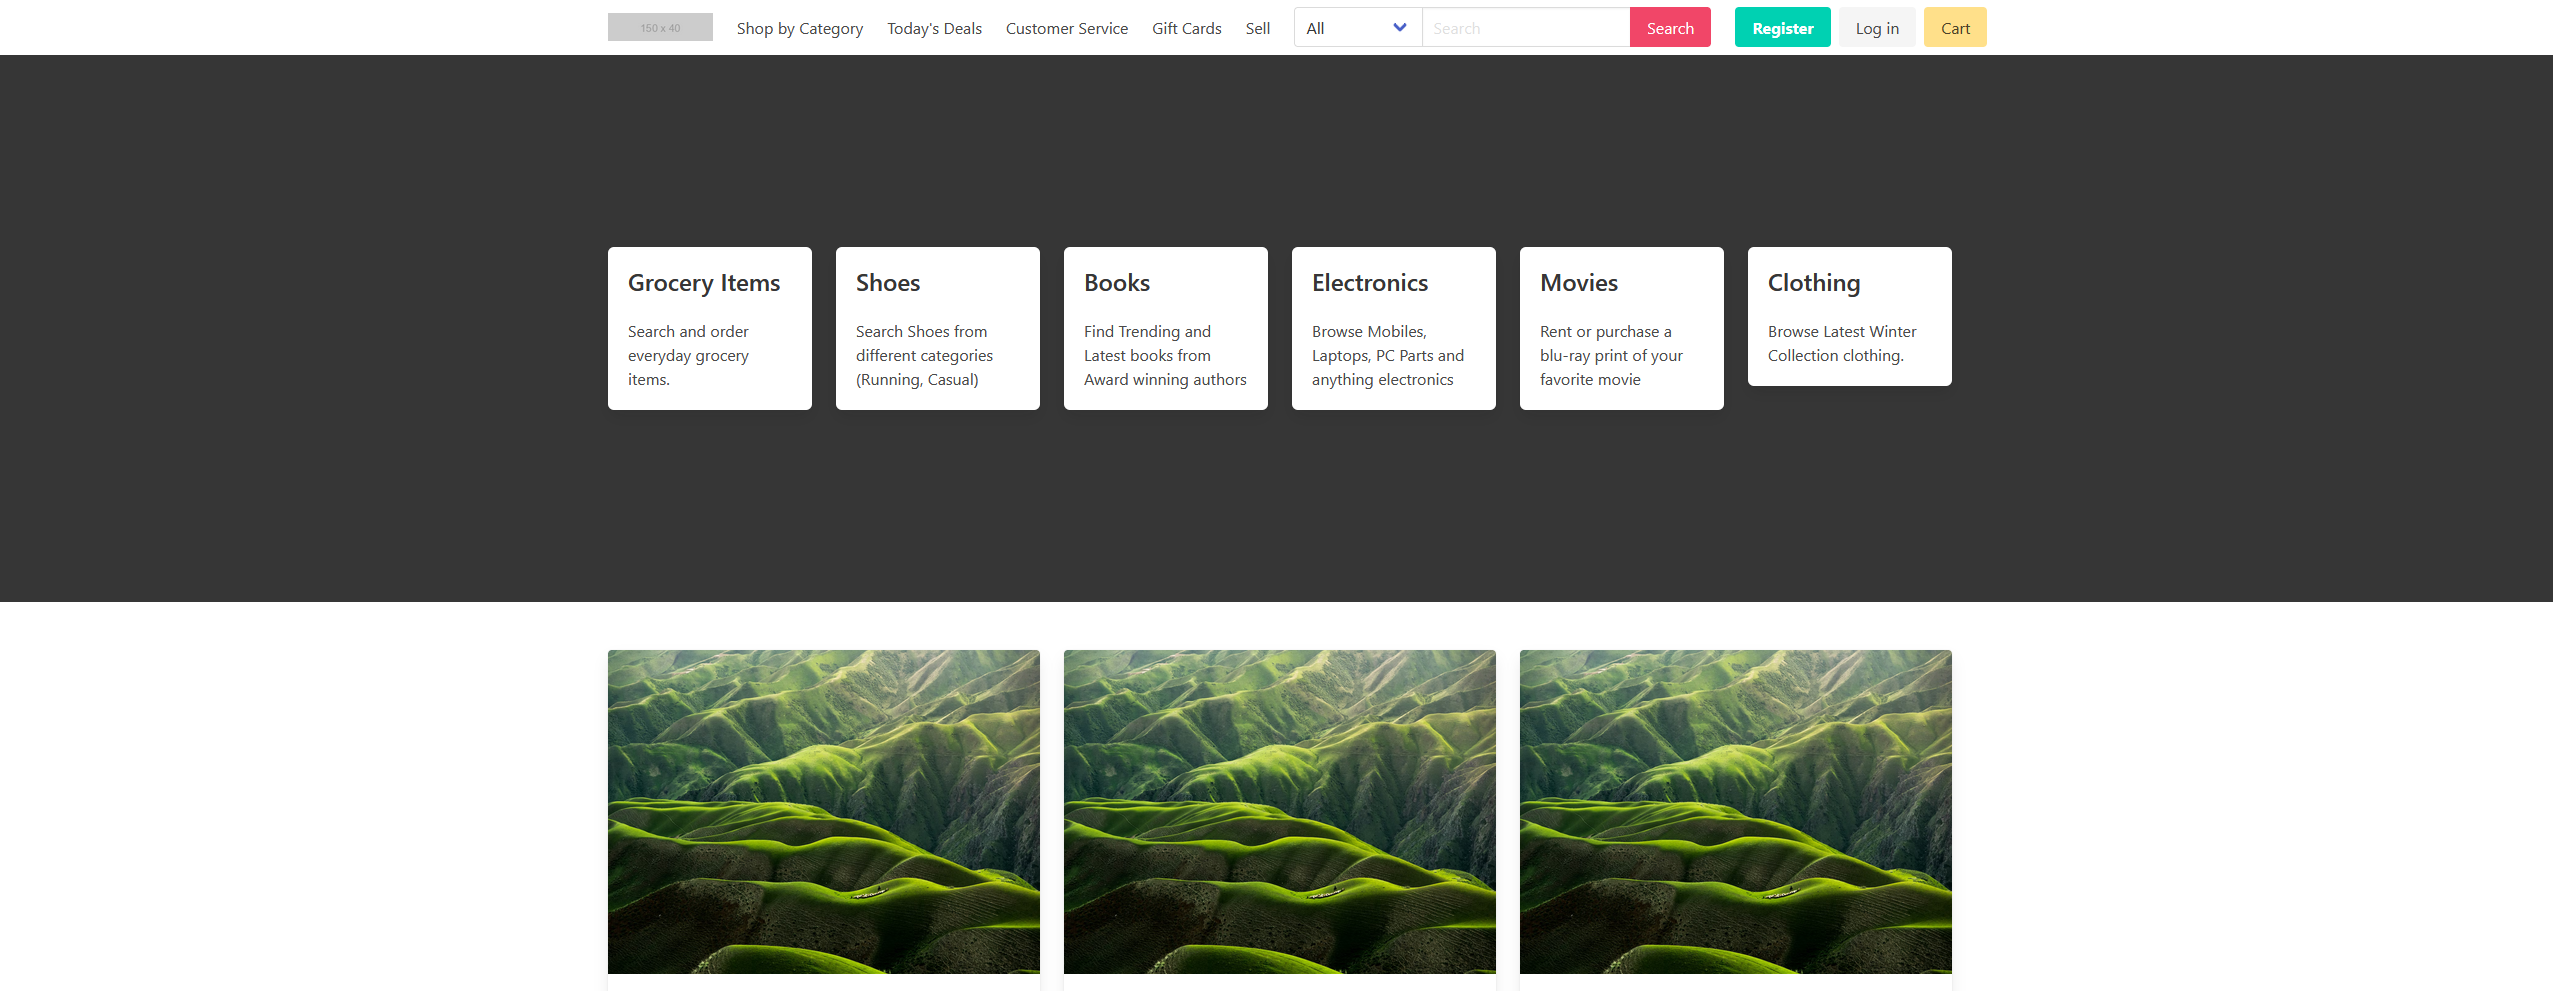 150 x 40 Shop by Category Today's Deals Customer Service Gift Cards Sell All Search Search Register Log in Cart
Grocery Items
Search and order
everyday grocery
items.
Shoes
Search Shoes from
different categories
(Running, Casual)
Books
Find Trending and
Latest books from
Award winning authors
Electronics
Browse Mobiles,
Laptops, PC Parts and
anything electronics
Movies
Rent or purchase a
blu-ray print of your
favorite movie
Clothing
Browse Latest Winter
Collection clothing.